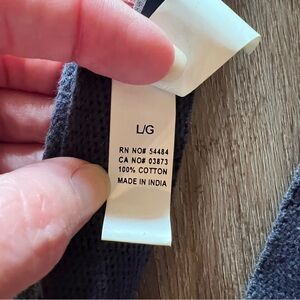 L/G
RN NO# 54484
CA NO# 03873
100% COTTON
MADE IN INDIA